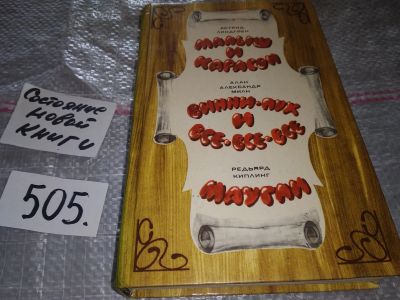 Состояние
новой
книги
505.
АСТРИД
ЛИНДГРЕН
МАЛЫШ
И
КАРЛСОН
АЛАН
АЛЕКСАНДР
МИЛН
ВИННИ-ПУХ
И
ВСЕ-ВСЕ-ВСЕ
РЕДЬЯРД
КИПЛИНГ
МАУГЛИ